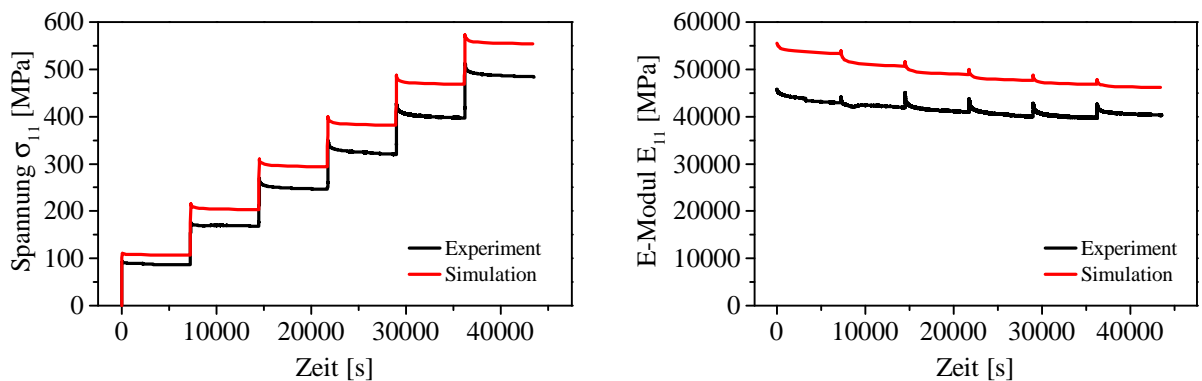 Spannung σ₁₁ [MPa]
600
500
400
300
200
100
0
Experiment
Simulation
0 10000 20000 30000 40000
Zeit [s]
E-Modul E₁₁ [MPa]
60000
50000
40000
30000
20000
10000
0
Experiment
Simulation
0 10000 20000 30000 40000
Zeit [s]